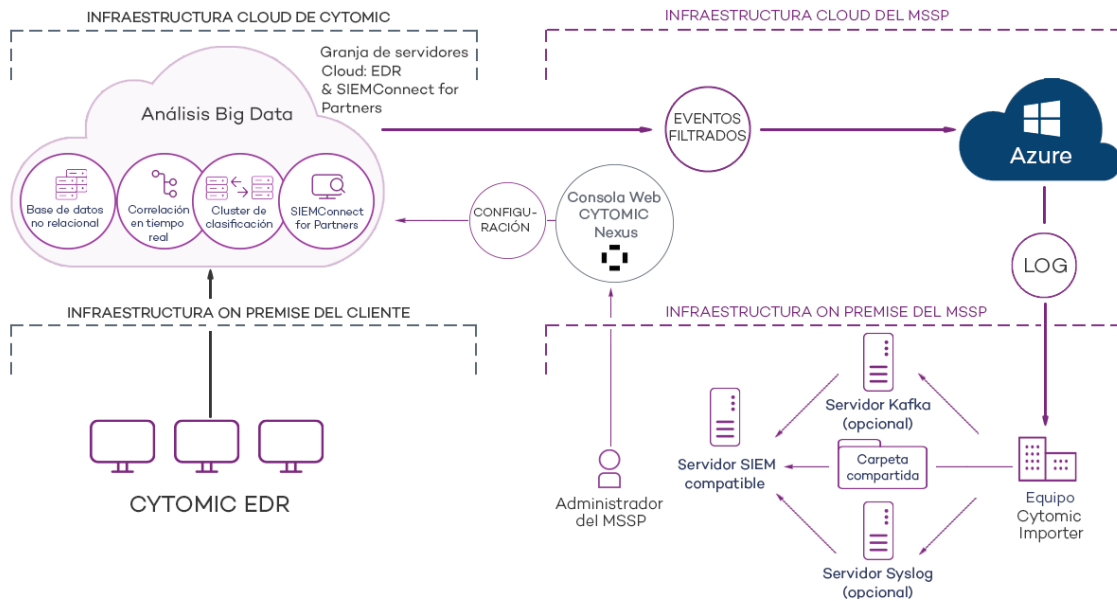 INFRAESTRUCTURA CLOUD DE CYTOMIC
Granja de servidores
Cloud: EDR
& SIEMConnect for
Partners
Análisis Big Data
Base de datos
no relacional
Correlación
en tiempo
real
Cluster de
clasificación
SIEMConnect
for Partners
INFRAESTRUCTURA CLOUD DEL MSSP
EVENTOS
FILTRADOS
Azure
CONFIGU-
RACIÓN
Consola Web
CYTOMIC
Nexus
LOG
INFRAESTRUCTURA ON PREMISE DEL CLIENTE
CYTOMIC EDR
INFRAESTRUCTURA ON PREMISE DEL MSSP
Administrador
del MSSP
Servidor SIEM
compatible
Servidor Kafka
(opcional)
Carpeta
compartida
Servidor Syslog
(opcional)
Equipo
Cytomic
Importer